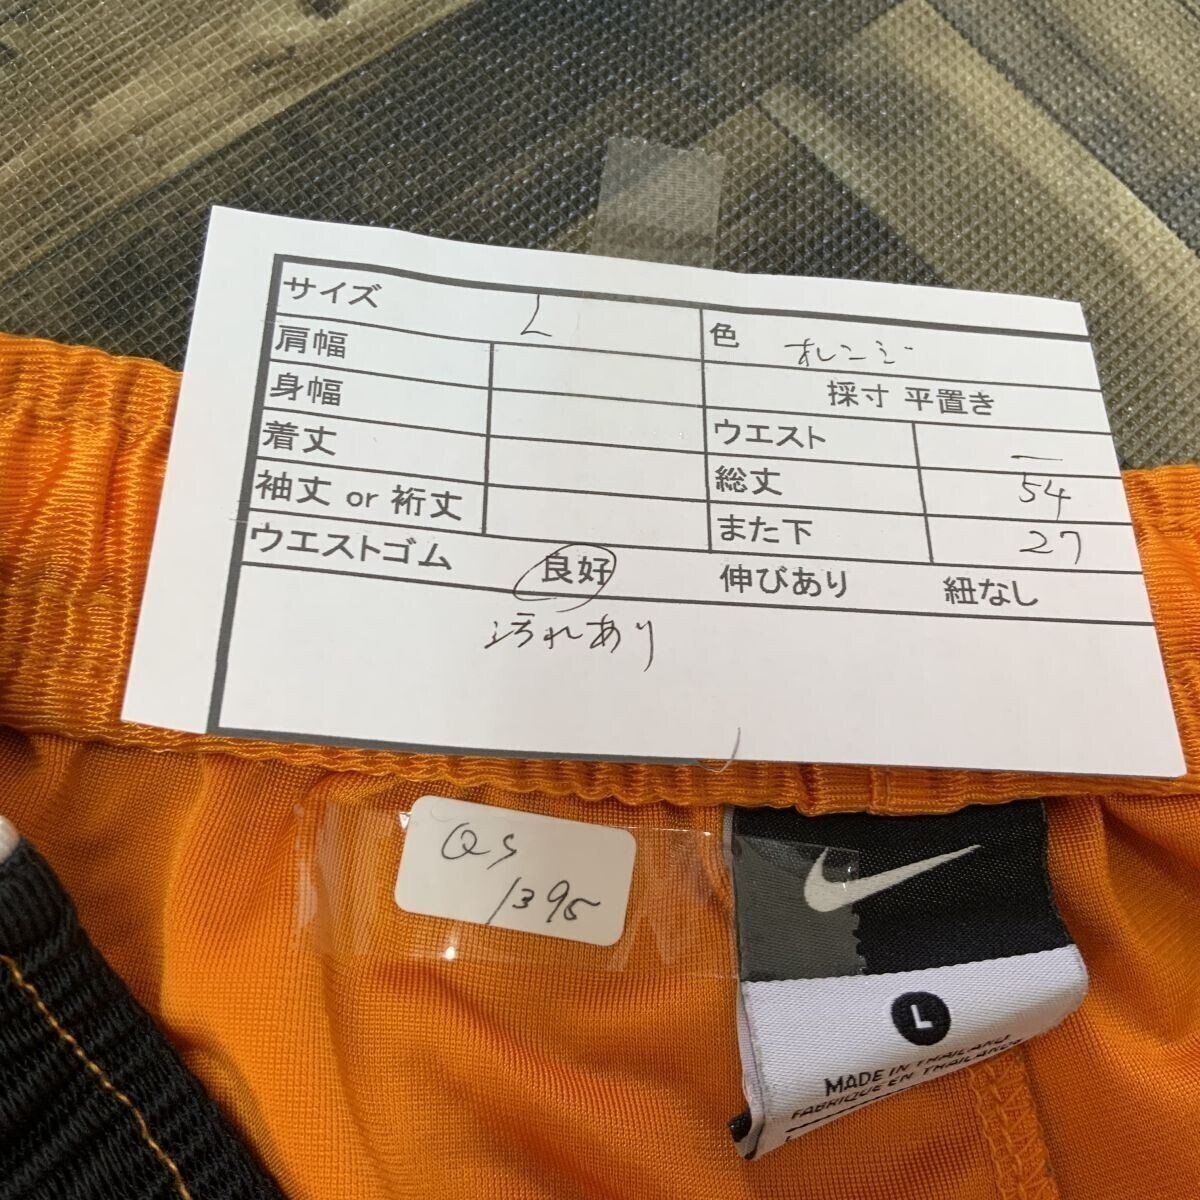 サイズ L 色 オレンジ
肩幅 採寸 平置き
身幅 ウエスト —
着丈 総丈 54
袖丈 or 裄丈 また下 27
ウエストゴム 良好 伸びあり 紐なし
汚れあり
QS
1395
L
MADE IN THAILAND
FABRIQUE EN THAILANDE